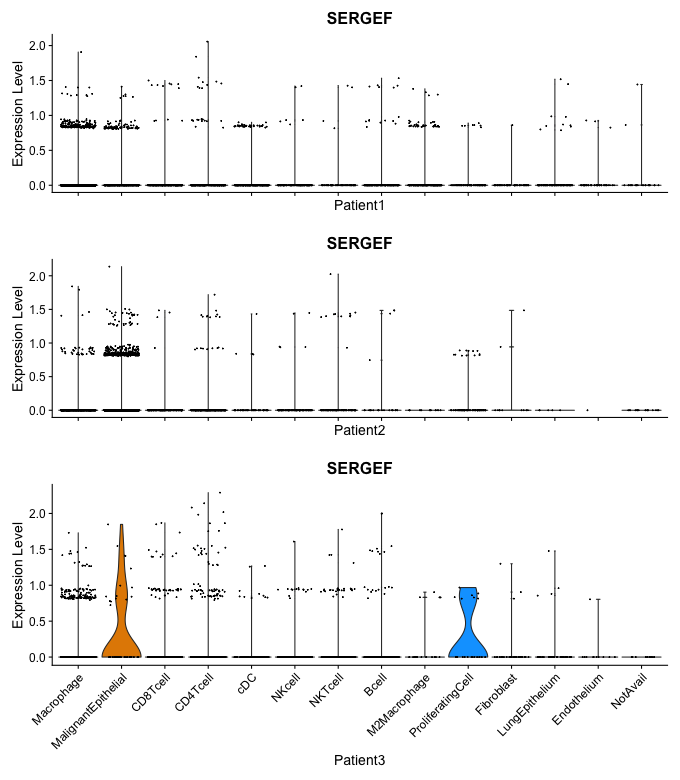 SERGEF
Expression Level
2.0
1.5
1.0
0.5
0.0
Patient1
SERGEF
Expression Level
2.0
1.5
1.0
0.5
0.0
Patient2
SERGEF
Expression Level
2.0
1.5
1.0
0.5
0.0
Macrophage
MalignantEpithelial
CD8Tcell
CD4Tcell
cDC
NKcell
NKTcell
Bcell
M2Macrophage
ProliferatingCell
Fibroblast
LungEpithelium
Endothelium
NotAvail
Patient3